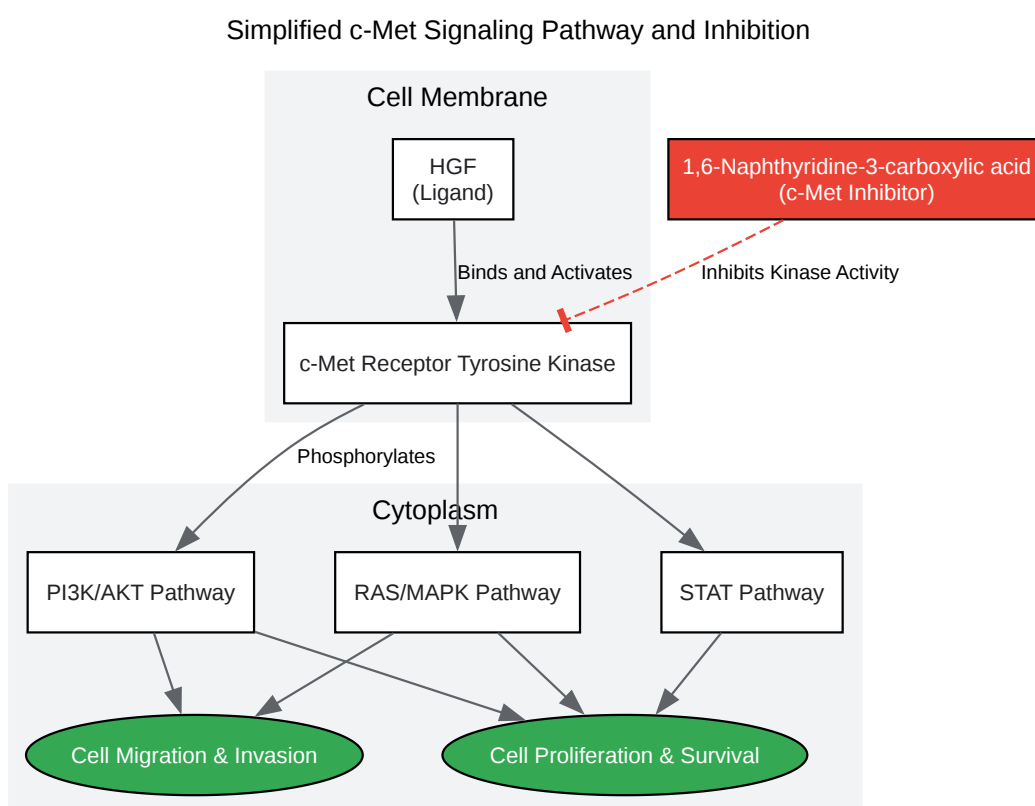 Simplified c-Met Signaling Pathway and Inhibition
Cell Membrane
HGF
(Ligand)
1,6-Naphthyridine-3-carboxylic acid
(c-Met Inhibitor)
Binds and Activates
Inhibits Kinase Activity
c-Met Receptor Tyrosine Kinase
Phosphorylates
Cytoplasm
PI3K/AKT Pathway
RAS/MAPK Pathway
STAT Pathway
Cell Migration & Invasion
Cell Proliferation & Survival